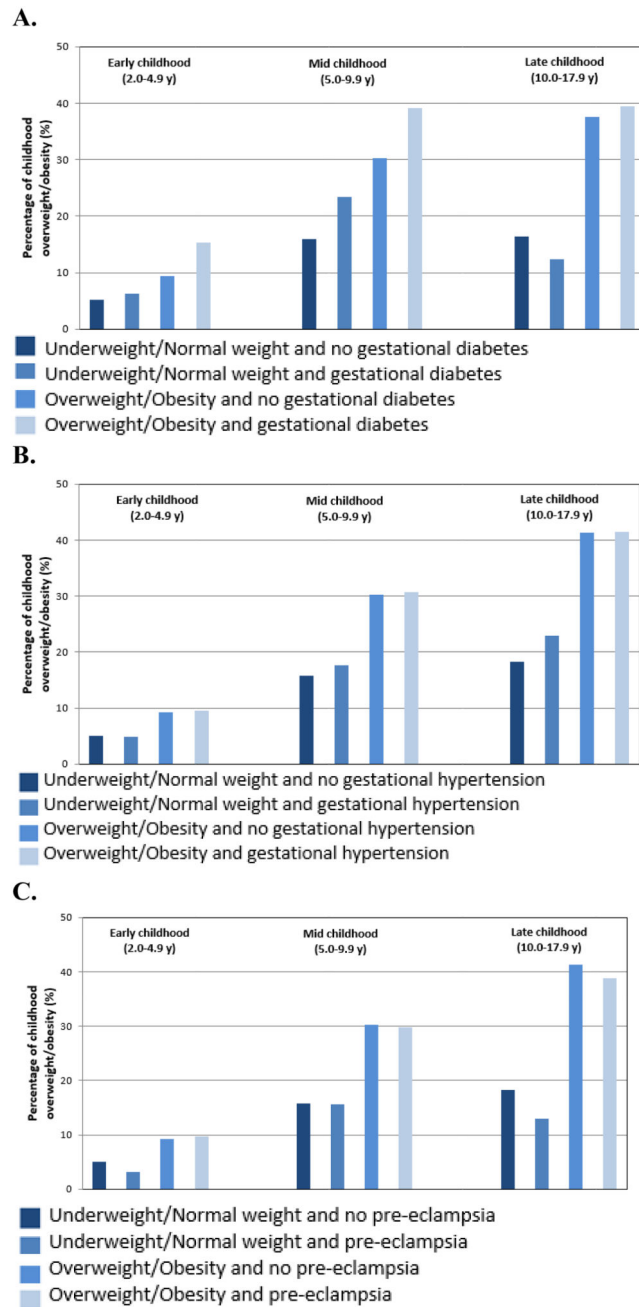 A.
50
40
30
20
10
0
Percentage of childhood
overweight/obesity (%)
Early childhood
(2.0-4.9 y)
Mid childhood
(5.0-9.9 y)
Late childhood
(10.0-17.9 y)
Underweight/Normal weight and no gestational diabetes
Underweight/Normal weight and gestational diabetes
Overweight/Obesity and no gestational diabetes
Overweight/Obesity and gestational diabetes
B.
50
40
30
20
10
0
Percentage of childhood
overweight/obesity (%)
Early childhood
(2.0-4.9 y)
Mid childhood
(5.0-9.9 y)
Late childhood
(10.0-17.9 y)
Underweight/Normal weight and no gestational hypertension
Underweight/Normal weight and gestational hypertension
Overweight/Obesity and no gestational hypertension
Overweight/Obesity and gestational hypertension
C.
50
40
30
20
10
0
Percentage of childhood
overweight/obesity (%)
Early childhood
(2.0-4.9 y)
Mid childhood
(5.0-9.9 y)
Late childhood
(10.0-17.9 y)
Underweight/Normal weight and no pre-eclampsia
Underweight/Normal weight and pre-eclampsia
Overweight/Obesity and no pre-eclampsia
Overweight/Obesity and pre-eclampsia